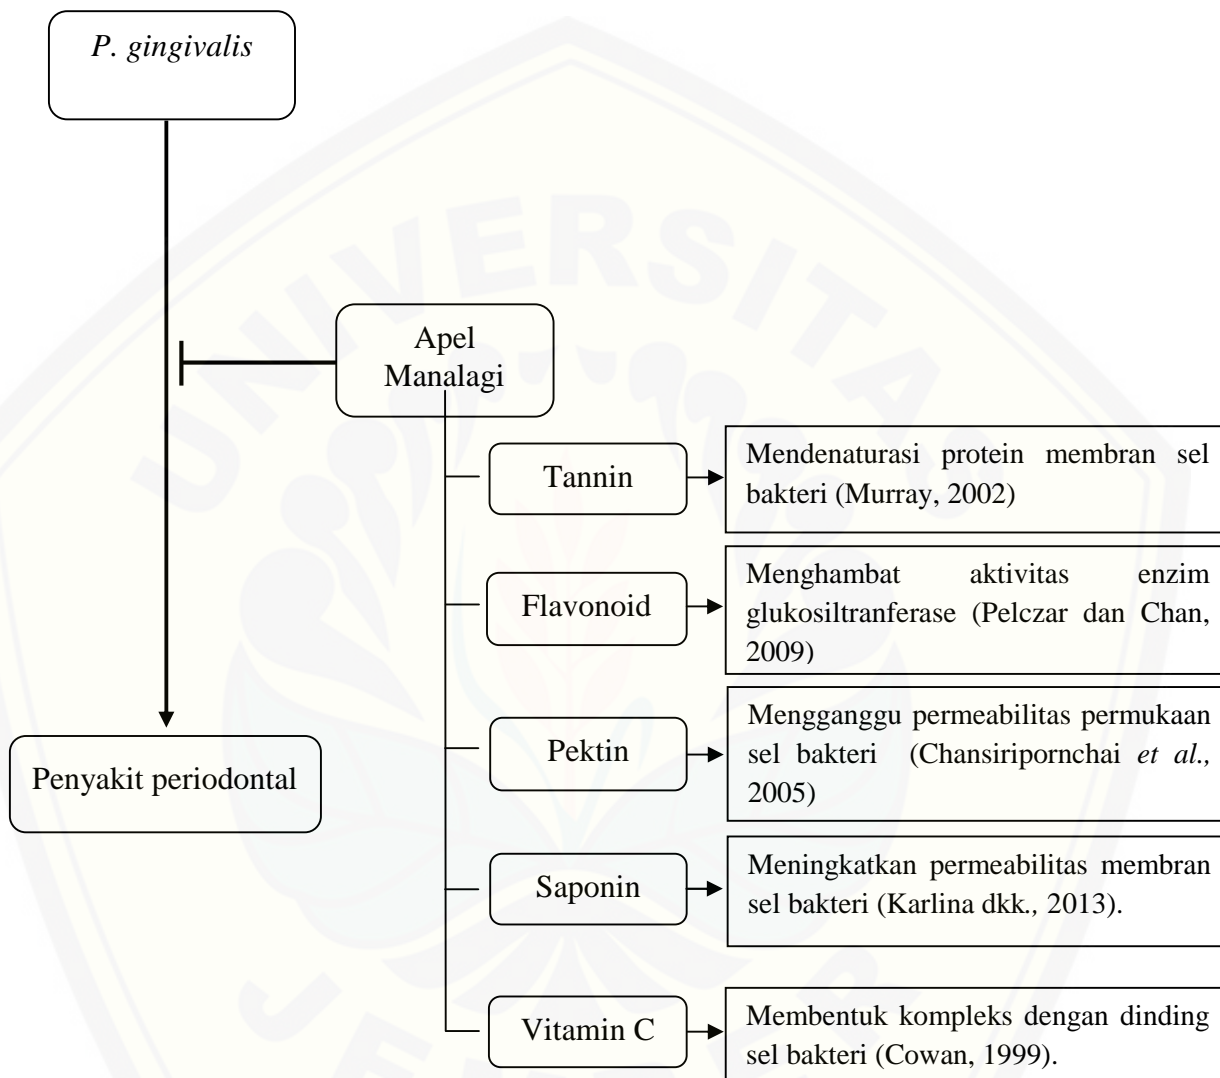 P. gingivalis
UNIVERSITAS
Apel
Manalagi
Tannin
Mendenaturasi protein membran sel
bakteri (Murray, 2002)
Flavonoid
Menghambat aktivitas enzim
glukosiltranferase (Pelczar dan Chan,
2009)
Pektin
Mengganggu permeabilitas permukaan
sel bakteri (Chansiripornchai et al.,
2005)
Penyakit periodontal
Saponin
Meningkatkan permeabilitas membran
sel bakteri (Karlina dkk., 2013).
Vitamin C
Membentuk kompleks dengan dinding
sel bakteri (Cowan, 1999).